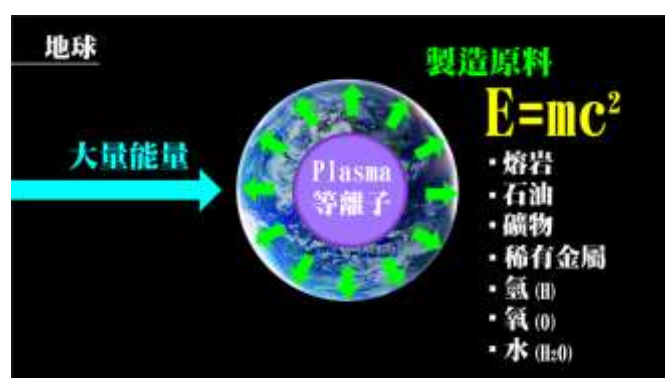 地球
製造原料
E=mc²
大量能量
Plasma
等離子
▪熔岩
▪石油
▪礦物
▪稀有金屬
▪氫(H)
▪氧(O)
▪水(H₂O)